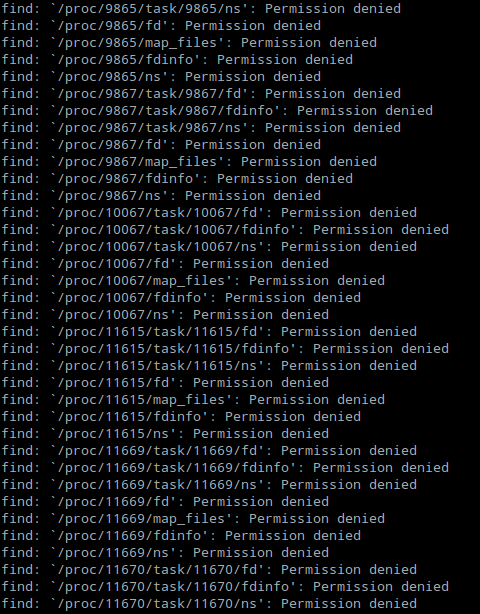 find: `/proc/9865/task/9865/ns': Permission denied
find: `/proc/9865/fd': Permission denied
find: `/proc/9865/map_files': Permission denied
find: `/proc/9865/fdinfo': Permission denied
find: `/proc/9865/ns': Permission denied
find: `/proc/9867/task/9867/fd': Permission denied
find: `/proc/9867/task/9867/fdinfo': Permission denied
find: `/proc/9867/task/9867/ns': Permission denied
find: `/proc/9867/fd': Permission denied
find: `/proc/9867/map_files': Permission denied
find: `/proc/9867/fdinfo': Permission denied
find: `/proc/9867/ns': Permission denied
find: `/proc/10067/task/10067/fd': Permission denied
find: `/proc/10067/task/10067/fdinfo': Permission denied
find: `/proc/10067/task/10067/ns': Permission denied
find: `/proc/10067/fd': Permission denied
find: `/proc/10067/map_files': Permission denied
find: `/proc/10067/fdinfo': Permission denied
find: `/proc/10067/ns': Permission denied
find: `/proc/11615/task/11615/fd': Permission denied
find: `/proc/11615/task/11615/fdinfo': Permission denied
find: `/proc/11615/task/11615/ns': Permission denied
find: `/proc/11615/fd': Permission denied
find: `/proc/11615/map_files': Permission denied
find: `/proc/11615/fdinfo': Permission denied
find: `/proc/11615/ns': Permission denied
find: `/proc/11669/task/11669/fd': Permission denied
find: `/proc/11669/task/11669/fdinfo': Permission denied
find: `/proc/11669/task/11669/ns': Permission denied
find: `/proc/11669/fd': Permission denied
find: `/proc/11669/map_files': Permission denied
find: `/proc/11669/fdinfo': Permission denied
find: `/proc/11669/ns': Permission denied
find: `/proc/11670/task/11670/fd': Permission denied
find: `/proc/11670/task/11670/fdinfo': Permission denied
find: `/proc/11670/task/11670/ns': Permission denied